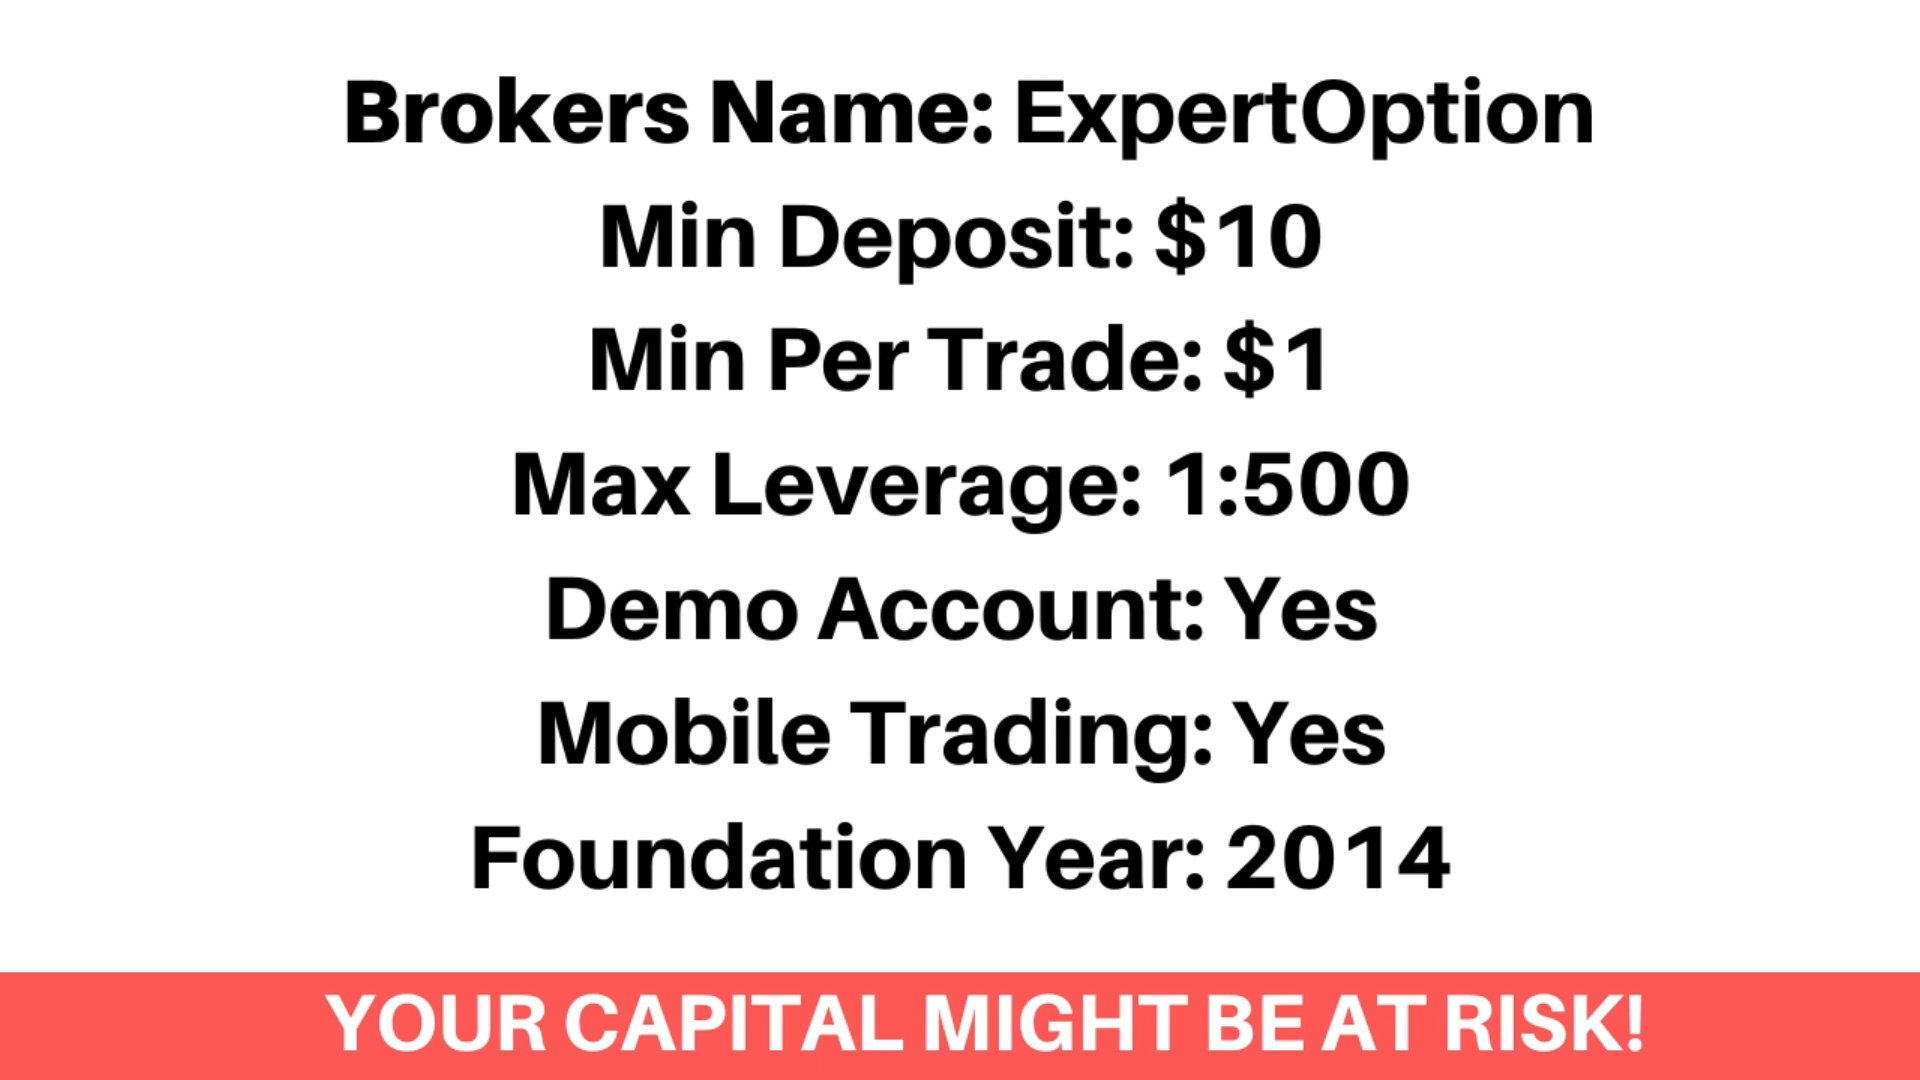 Brokers Name: ExpertOption
Min Deposit: $10
Min Per Trade: $1
Max Leverage: 1:500
Demo Account: Yes
Mobile Trading: Yes
Foundation Year: 2014
YOUR CAPITAL MIGHT BE AT RISK!